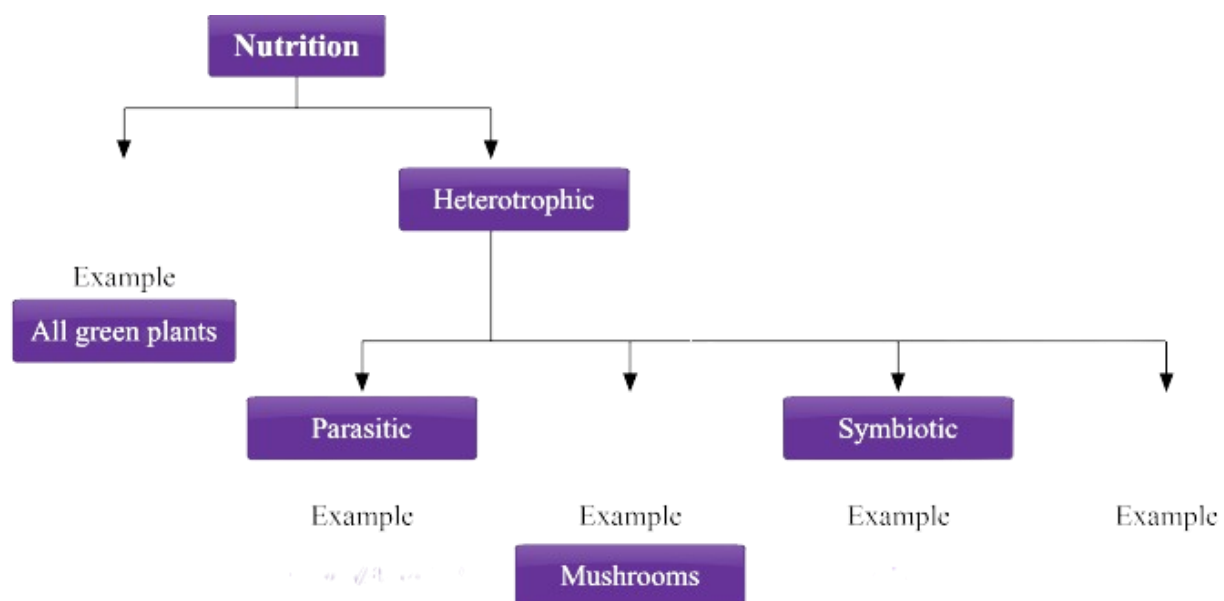 Nutrition
Heterotrophic
Example
All green plants
Parasitic
Symbiotic
Example
Example
Example
Example
Mushrooms